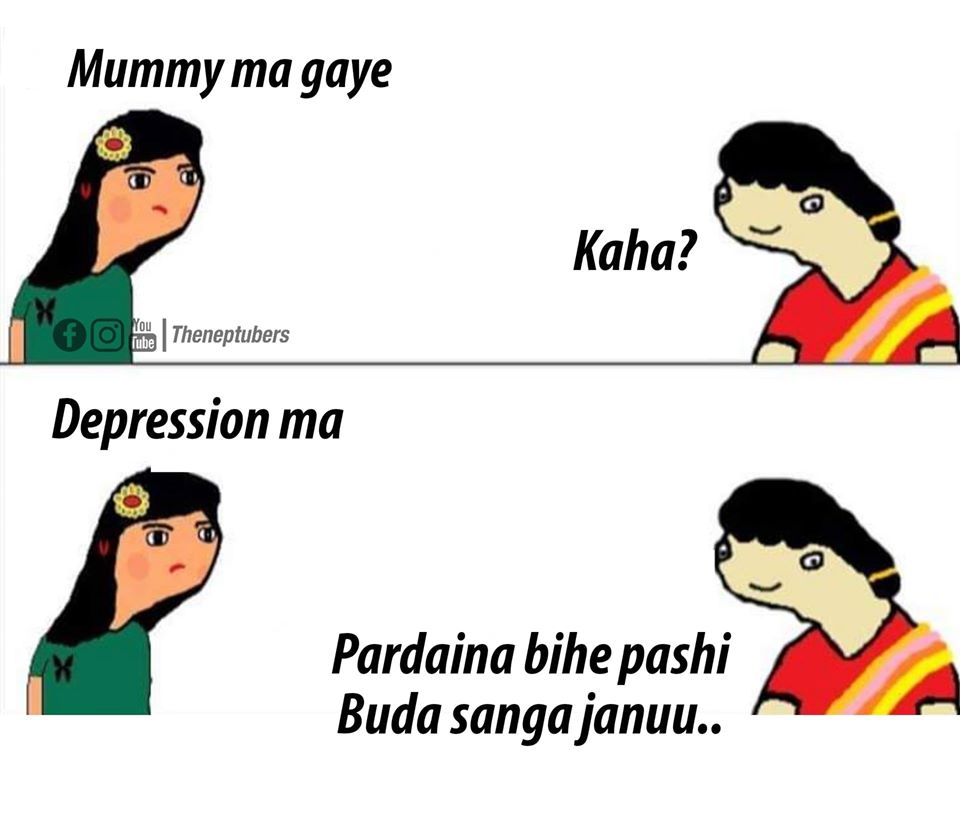 Mummy ma gaye
Kaha?
You
Tube
Theneptubers
Depression ma
Pardaina bihe pashi
Buda sanga januu..